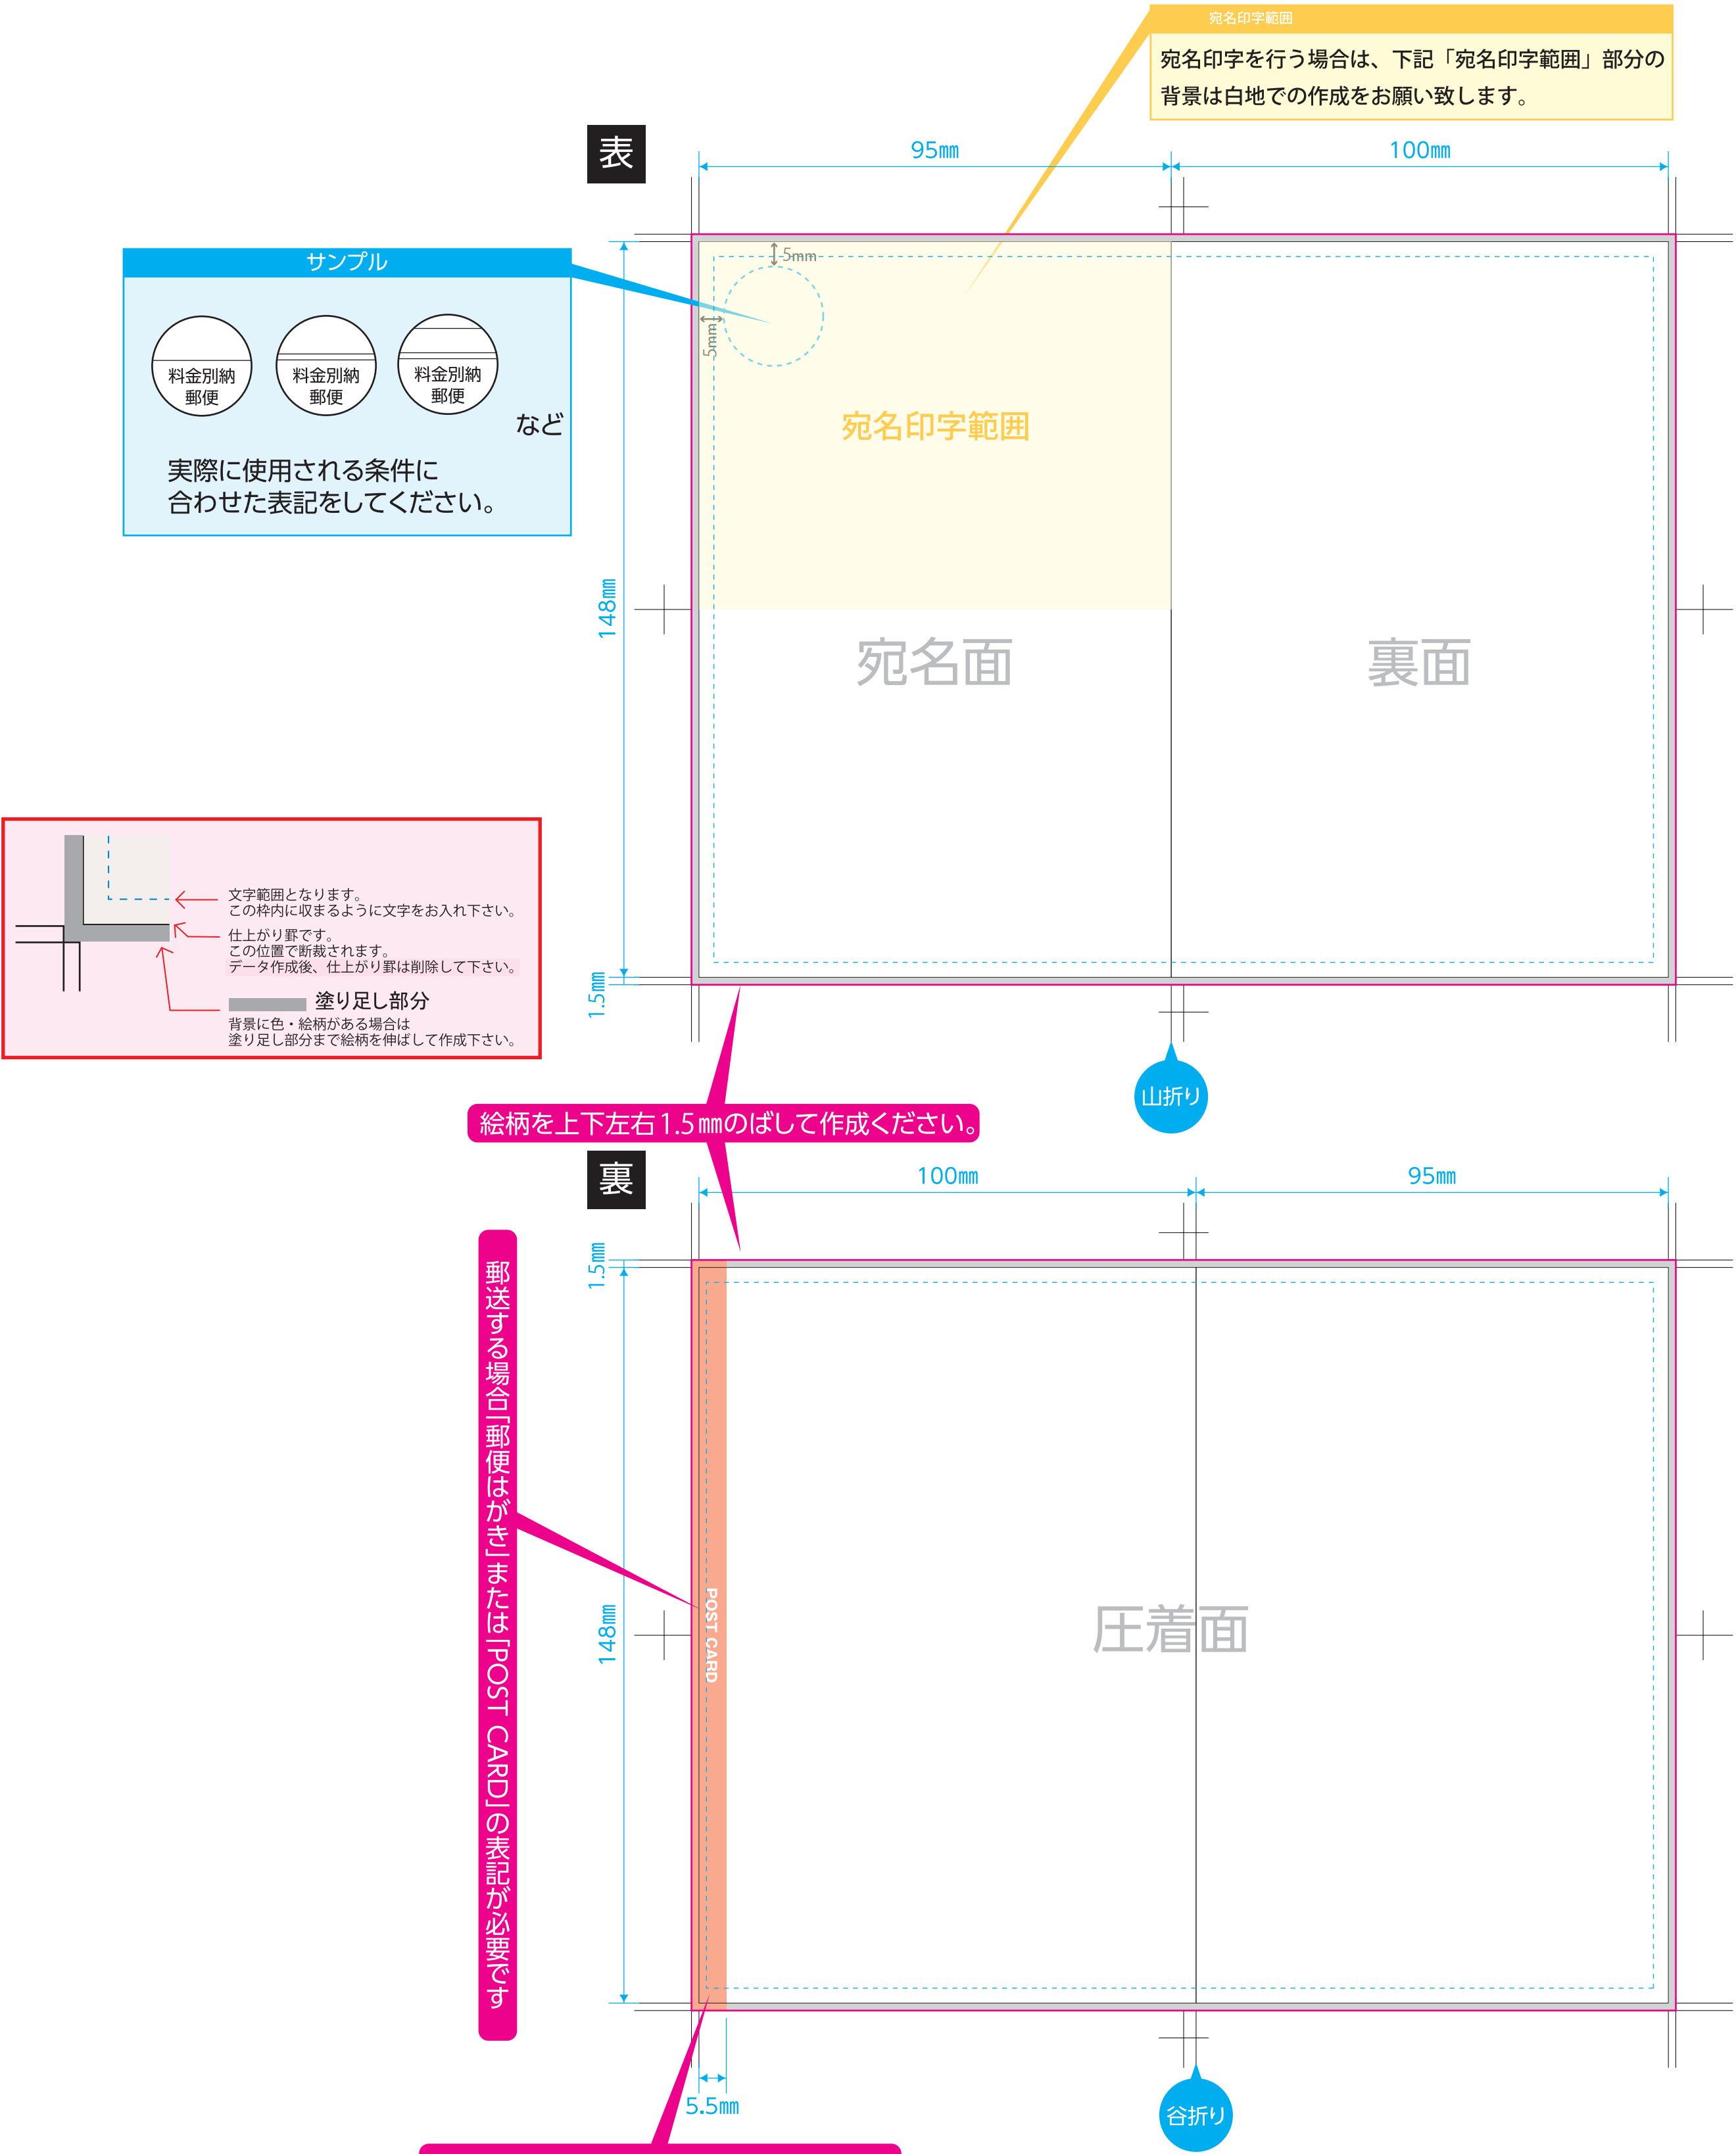 宛名印字範囲
宛名印字を行う場合は、下記「宛名印字範囲」部分の
背景は白地での作成をお願い致します。
表
95㎜
100㎜
サンプル
料金別納
郵便
料金別納
郵便
料金別納
郵便
など
実際に使用される条件に
合わせた表記をしてください。
5mm
5mm
宛名印字範囲
148㎜
宛名面
裏面
文字範囲となります。
この枠内に収まるように文字をお入れ下さい。
仕上がり罫です。
この位置で断裁されます。
データ作成後、仕上がり罫は削除して下さい。
塗り足し部分
背景に色・絵柄がある場合は
塗り足し部分まで絵柄を伸ばして作成下さい。
1.5㎜
山折り
絵柄を上下左右1.5㎜のばして作成ください。
裏
100㎜
95㎜
1.5㎜
郵送する場合「郵便はがき」または「POST CARD」の表記が必要です
148㎜
POST CARD
圧着面
5.5㎜
谷折り